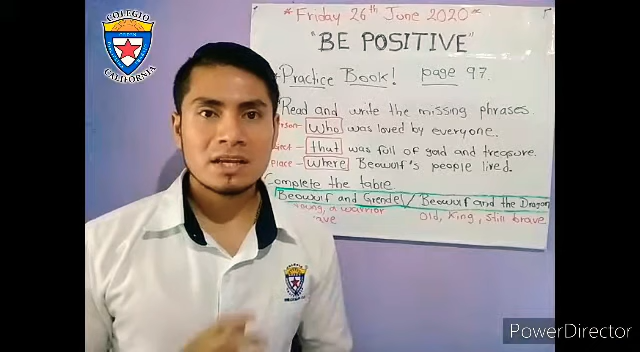 COLEGIO
CALIFORNIA
* Friday 26th June 2020 *
"BE POSITIVE"
* Practice Book! page 97.
Read and write the missing phrases.
Who was loved by everyone.
that was full of gold and treasure.
Place - where Beowulf's people lived.
Complete the table
Beowulf and Grendel / Beowulf and the Dragon
a warrior Old, King, still brave
PowerDirector